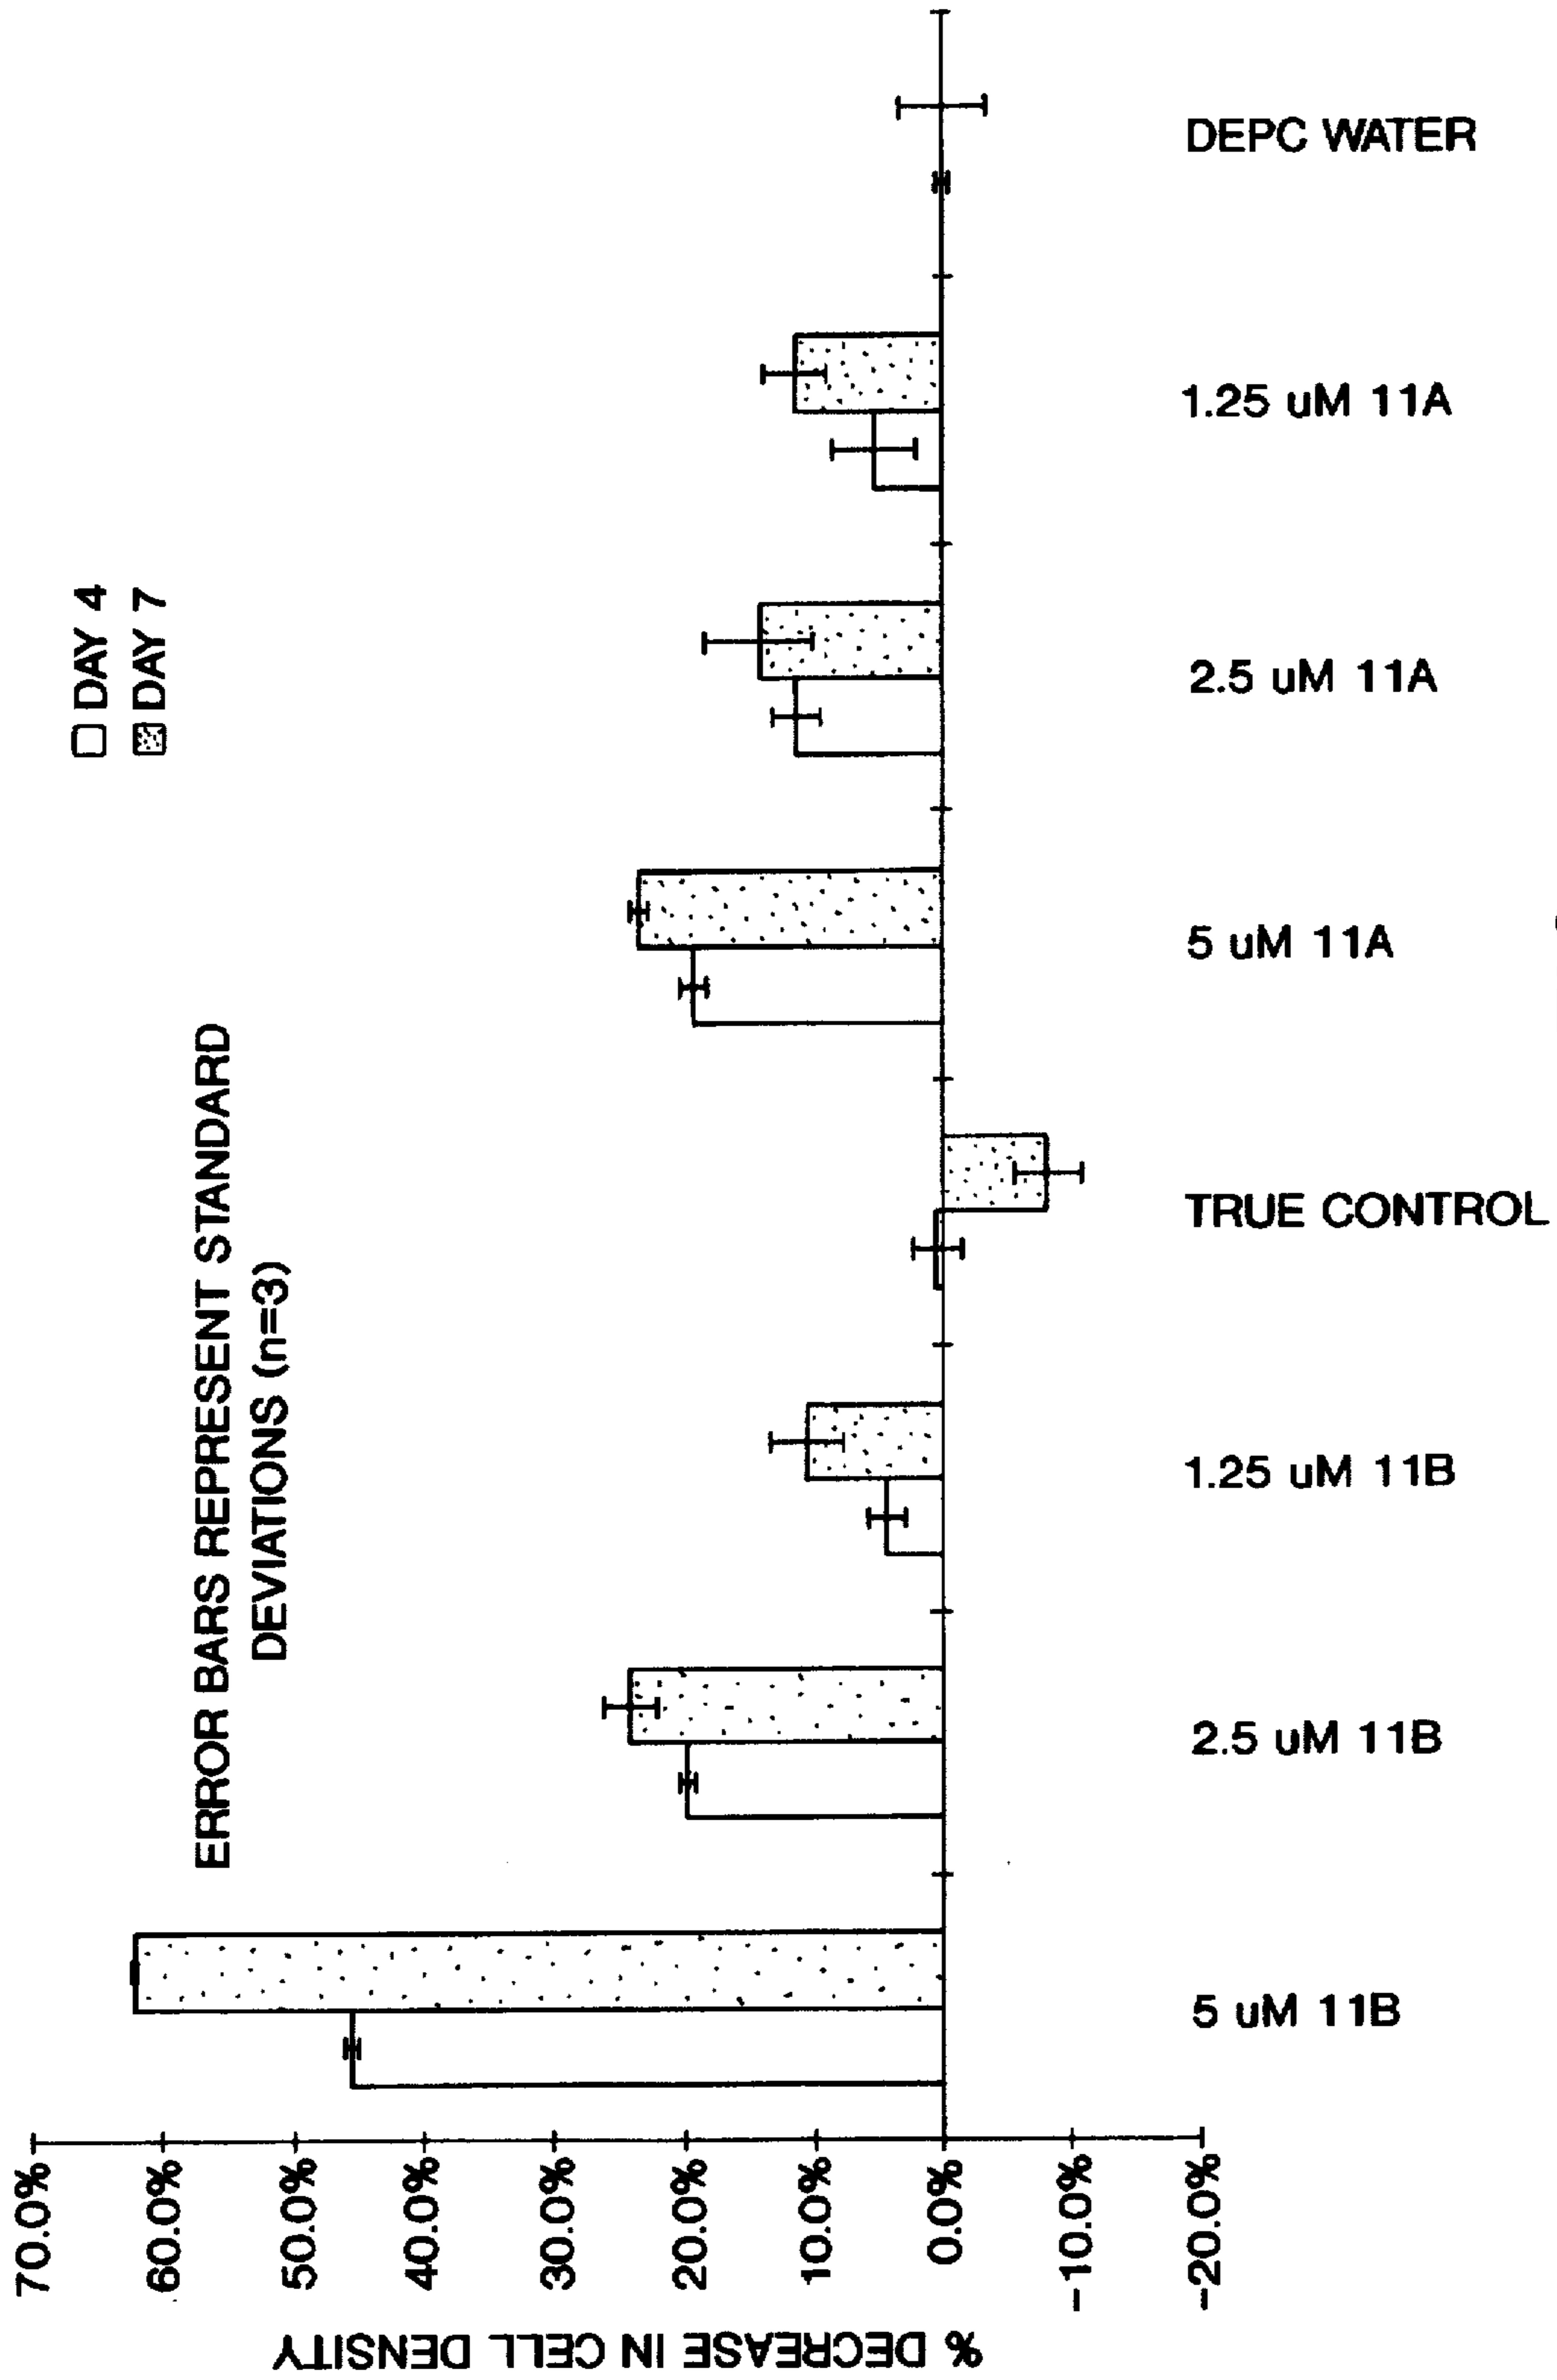 DAY 4
DAY 7
ERROR BARS REPRESENT STANDARD
DEVIATIONS (n=3)
% DECREASE IN CELL DENSITY
70.0%
60.0%
50.0%
40.0%
30.0%
20.0%
10.0%
0.0%
-10.0%
-20.0%
5 uM 11B
2.5 uM 11B
1.25 uM 11B
TRUE CONTROL
5 uM 11A
2.5 uM 11A
1.25 uM 11A
DEPC WATER